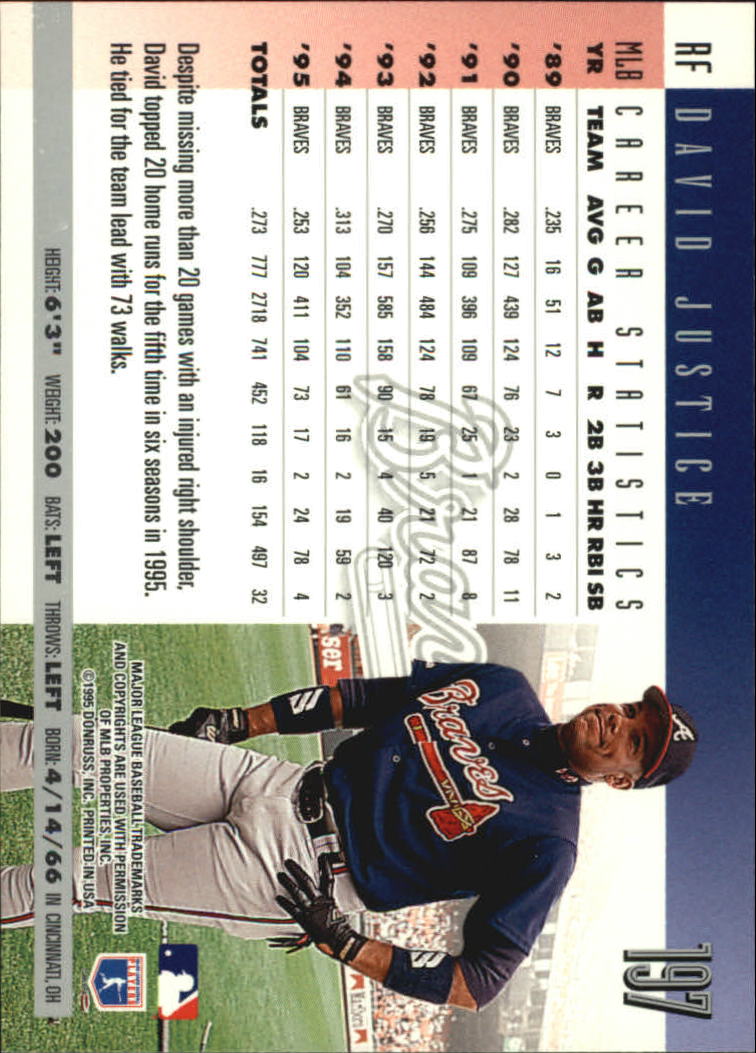 RF DAVID JUSTICE 197
MLB CAREER STATISTICS
YR TEAM AVG G AB H R 2B 3B HR RBI SB
'89 BRAVES .235 16 51 12 7 3 0 1 3 2
'90 BRAVES .282 127 439 124 76 23 2 28 78 11
'91 BRAVES .275 109 396 109 67 25 1 21 87 8
'92 BRAVES .256 144 484 124 78 19 5 21 72 2
'93 BRAVES .270 157 585 158 90 15 4 40 120 3
'94 BRAVES .313 104 352 110 61 16 2 19 59 2
'95 BRAVES .253 120 411 104 73 17 2 24 78 4
TOTALS .273 777 2718 741 452 118 16 154 497 32
Despite missing more than 20 games with an injured right shoulder,
David topped 20 home runs for the fifth time in six seasons in 1995.
He tied for the team lead with 73 walks.
A
Braves
ser
MAJOR LEAGUE BASEBALL TRADEMARKS
AND COPYRIGHTS ARE USED WITH PERMISSION
OF MLB PROPERTIES, INC.
©1995 DONRUSS, INC. PRINTED IN USA
PLAYERS
HEIGHT: 6'3" WEIGHT: 200 BATS: LEFT THROWS: LEFT BORN: 4/14/66 IN CINCINNATI, OH